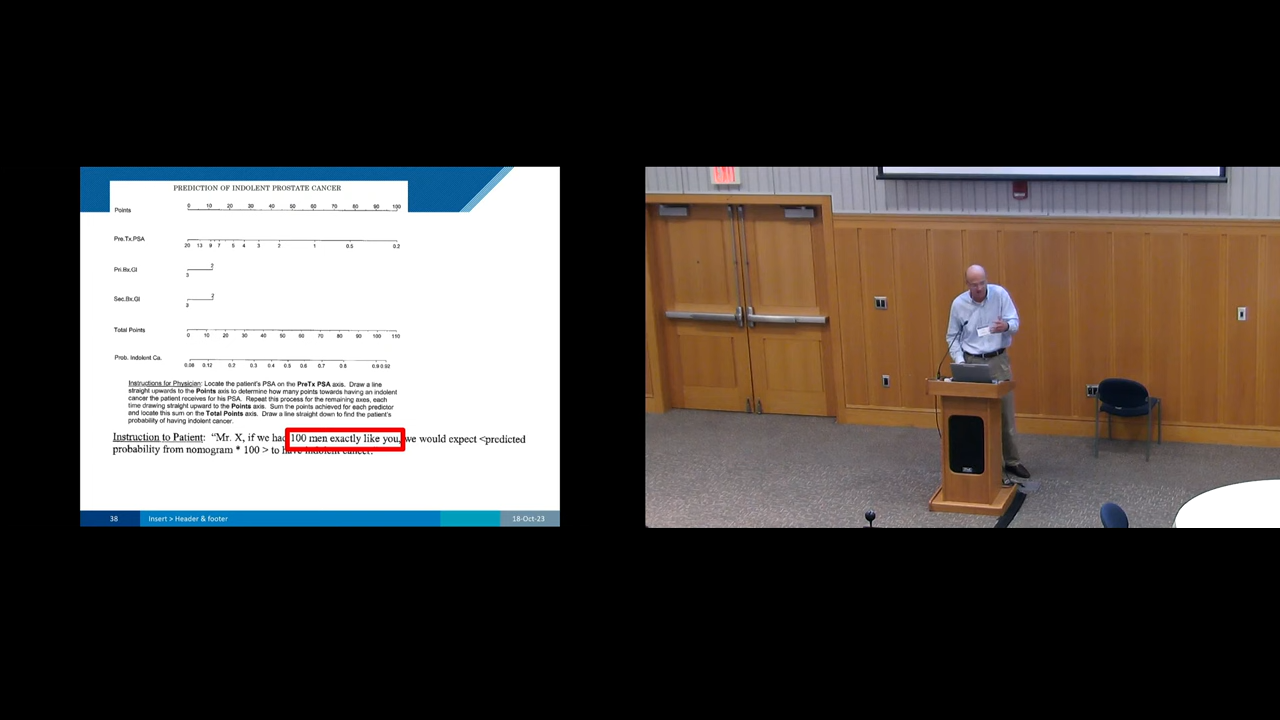 PREDICTION OF INDOLENT PROSTATE CANCER
Points 0 10 20 30 40 50 60 70 80 90 100
Pre.Tx.PSA 20 13 9 7 5 4 3 2 1 0.5 0.2
Pri.Bx.Gl 3 2
Sec.Bx.Gl 3 2
Total Points 0 10 20 30 40 50 60 70 80 90 100 110
Prob. Indolent Ca. 0.08 0.12 0.2 0.3 0.4 0.5 0.6 0.7 0.8 0.9 0.92
Instructions for Physician: Locate the patient's PSA on the PreTx PSA axis. Draw a line
straight upwards to the Points axis to determine how many points towards having an indolent
cancer the patient receives for his PSA. Repeat this process for the remaining axes, each
time drawing straight upward to the Points axis. Sum the points achieved for each predictor
and locate this sum on the Total Points axis. Draw a line straight down to find the patient's
probability of having indolent cancer.
Instruction to Patient: "Mr. X, if we had 100 men exactly like you, we would expect <predicted
probability from nomogram * 100 > to have indolent cancer.
38 Insert > Header & footer 18-Oct-23